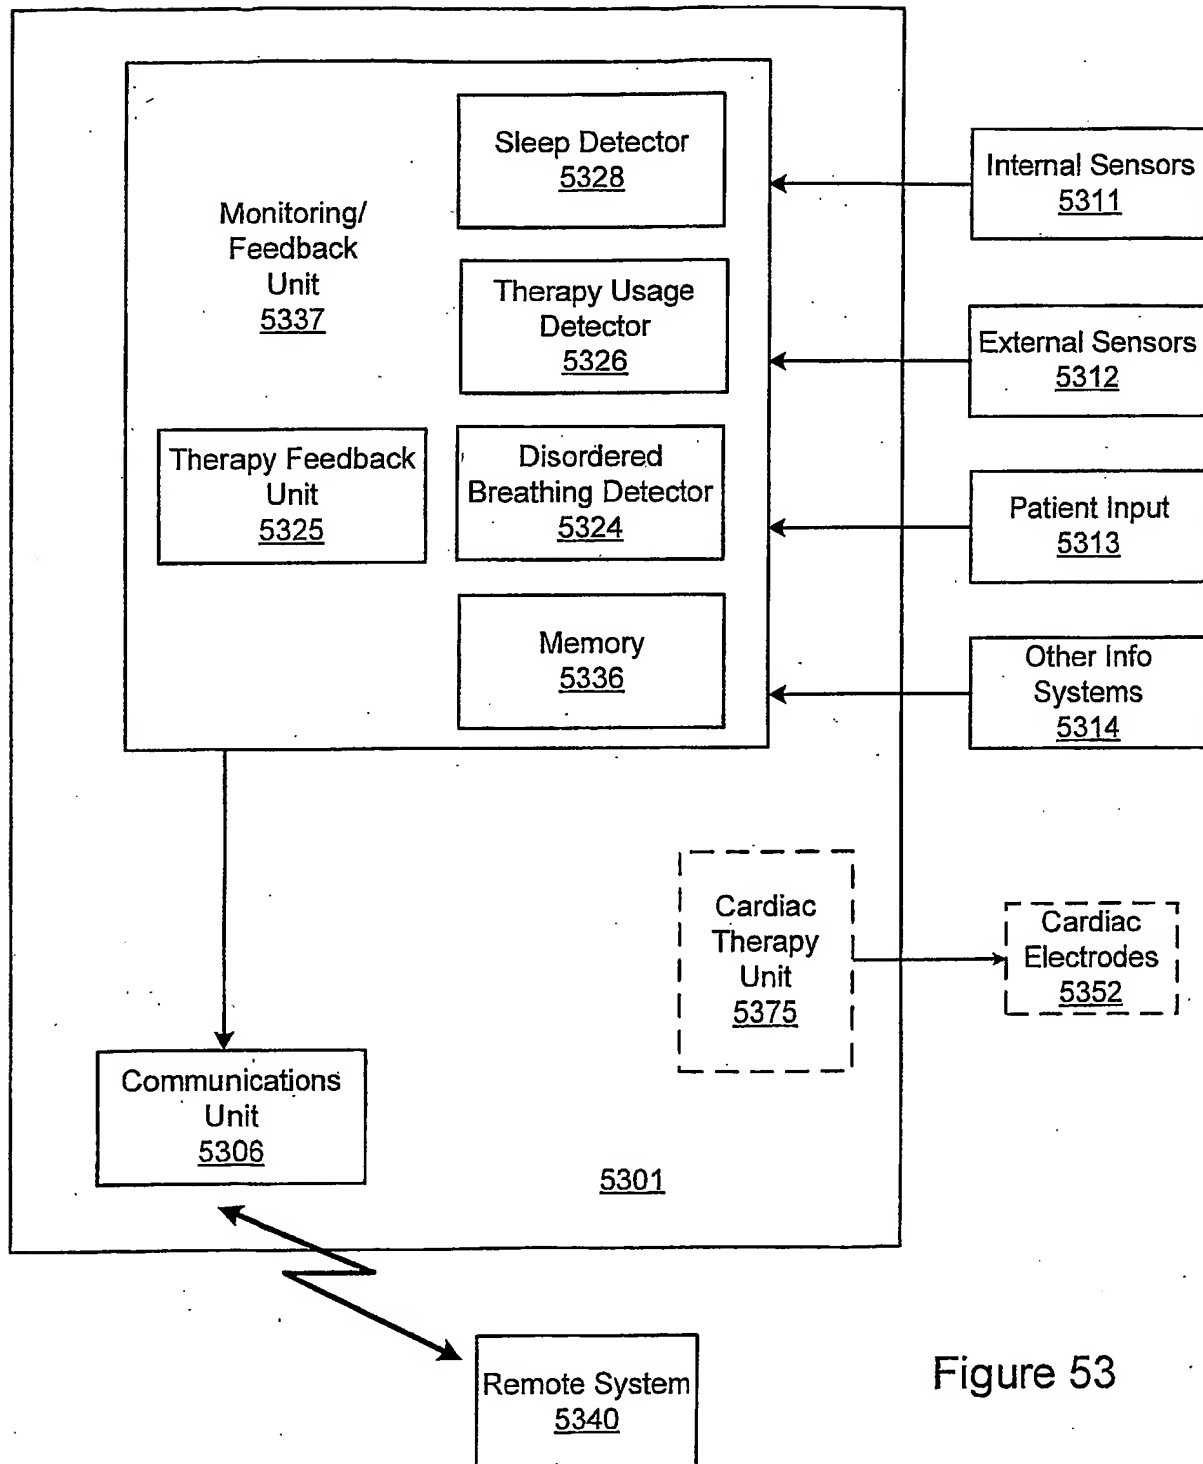 Sleep Detector
5328
Internal Sensors
5311
Monitoring/
Feedback
Unit
5337
Therapy Usage
Detector
5326
External Sensors
5312
Therapy Feedback
Unit
5325
Disordered
Breathing Detector
5324
Patient Input
5313
Memory
5336
Other Info
Systems
5314
Cardiac
Therapy
Unit
5375
Cardiac
Electrodes
5352
Communications
Unit
5306
5301
Remote System
5340
Figure 53